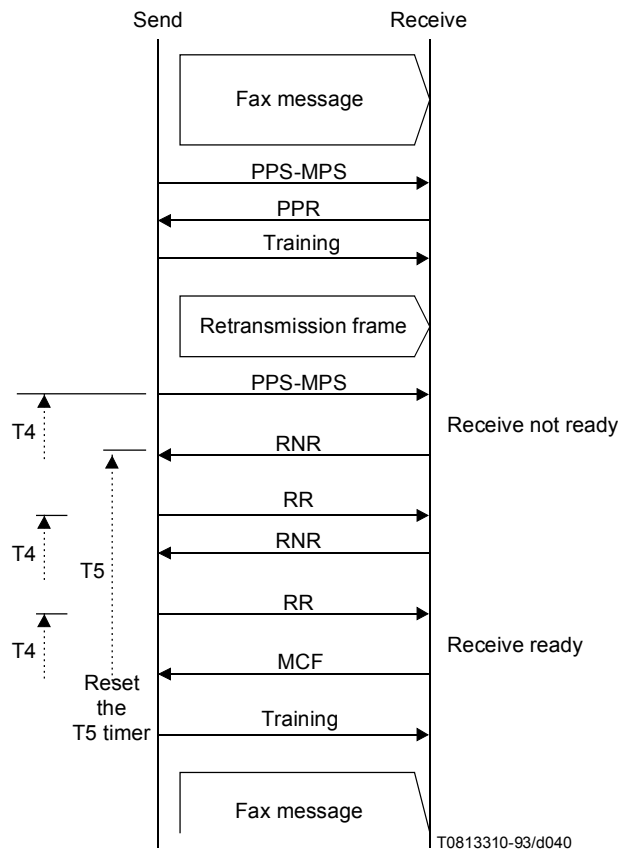 Send
Receive
Fax message
PPS-MPS
PPR
Training
Retransmission frame
PPS-MPS
T4
Receive not ready
RNR
RR
T4
T5
RNR
RR
T4
Receive ready
MCF
Reset
the
T5 timer
Training
Fax message
T0813310-93/d040